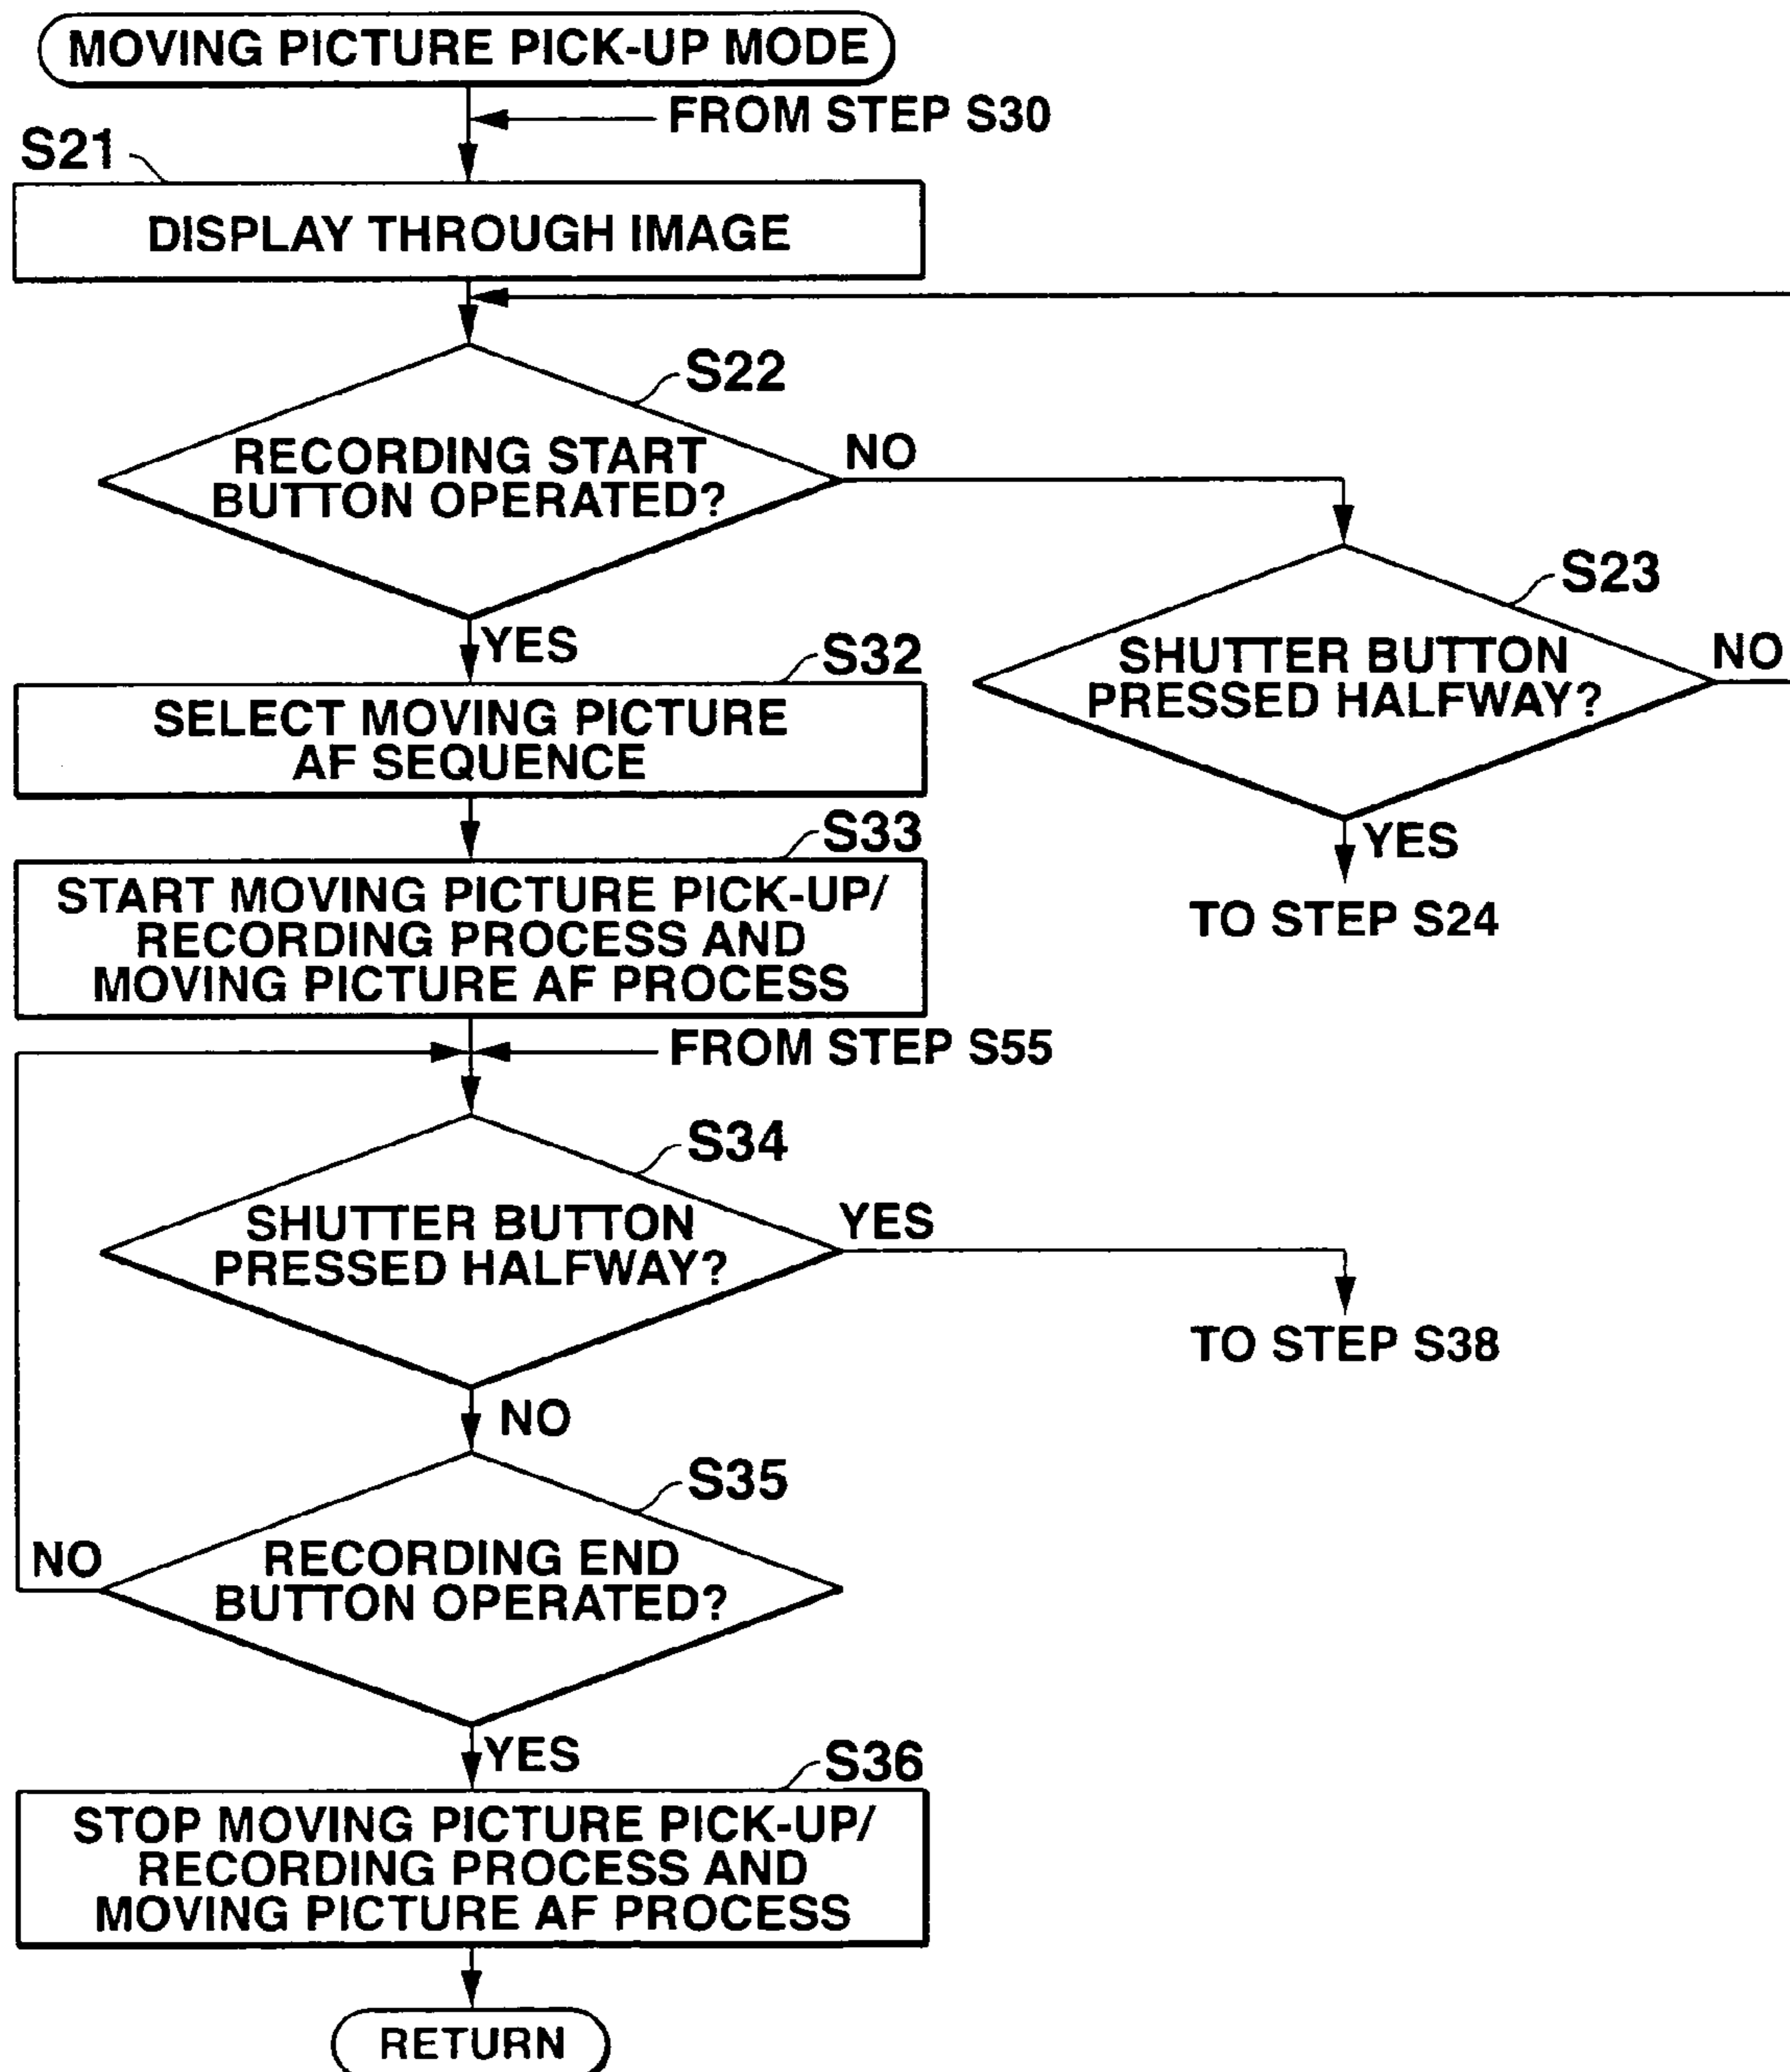 MOVING PICTURE PICK-UP MODE
FROM STEP S30
S21
DISPLAY THROUGH IMAGE
S22
RECORDING START
BUTTON OPERATED?
NO
S23
SHUTTER BUTTON
PRESSED HALFWAY?
NO
YES
TO STEP S24
YES
S32
SELECT MOVING PICTURE
AF SEQUENCE
S33
START MOVING PICTURE PICK-UP/
RECORDING PROCESS AND
MOVING PICTURE AF PROCESS
FROM STEP S55
S34
SHUTTER BUTTON
PRESSED HALFWAY?
YES
TO STEP S38
NO
S35
RECORDING END
BUTTON OPERATED?
NO
YES
S36
STOP MOVING PICTURE PICK-UP/
RECORDING PROCESS AND
MOVING PICTURE AF PROCESS
RETURN